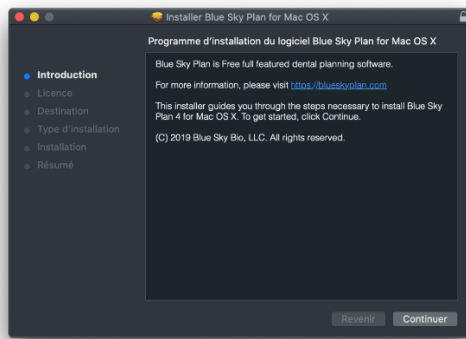 Installer Blue Sky Plan for Mac OS X
Programme d'installation du logiciel Blue Sky Plan for Mac OS X
Introduction
Licence
Destination
Type d'installation
Installation
Résumé
Blue Sky Plan is Free full featured dental planning software.
For more information, please visit https://blueskyplan.com
This installer guides you through the steps necessary to install Blue Sky
Plan 4 for Mac OS X. To get started, click Continue.
(C) 2019 Blue Sky Bio, LLC. All rights reserved.
Revenir
Continuer